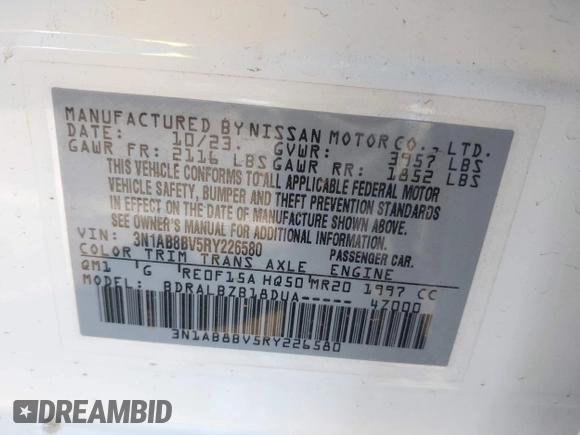 MANUFACTURED BY NISSAN MOTOR CO., LTD.
DATE: 10/23. GVWR: 3957 LBS
GAWR FR: 2116 LBS GAWR RR: 1852 LBS
THIS VEHICLE CONFORMS TO ALL APPLICABLE FEDERAL MOTOR
VEHICLE SAFETY, BUMPER AND THEFT PREVENTION STANDARDS
IN EFFECT ON THE DATE OF MANUFACTURE SHOWN ABOVE.
SEE OWNER'S MANUAL FOR ADDITIONAL INFORMATION
VIN: 3N1AB8BV5RY226580 PASSENGER CAR.
COLOR TRIM TRANS AXLE ENGINE
QM1 G RE0F15A HQ50 MR20 1997 CC
MODEL: BDRALBZB18DUA----- 47000
3N1AB8BV5RY226580
DREAMBID